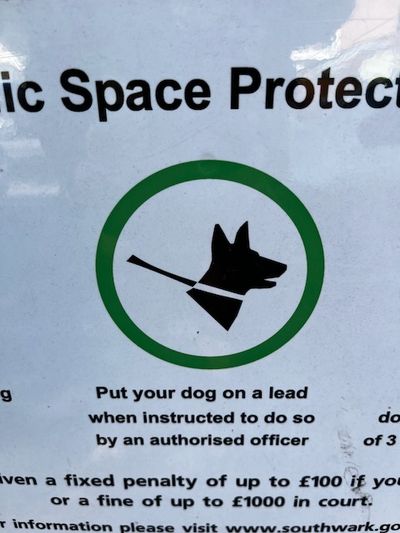 ic Space Protect
g
Put your dog on a lead
when instructed to do so
do
by an authorised officer
of 3
iven a fixed penalty of up to £100 if you
or a fine of up to £1000 in court.
r information please visit www.southwark.go